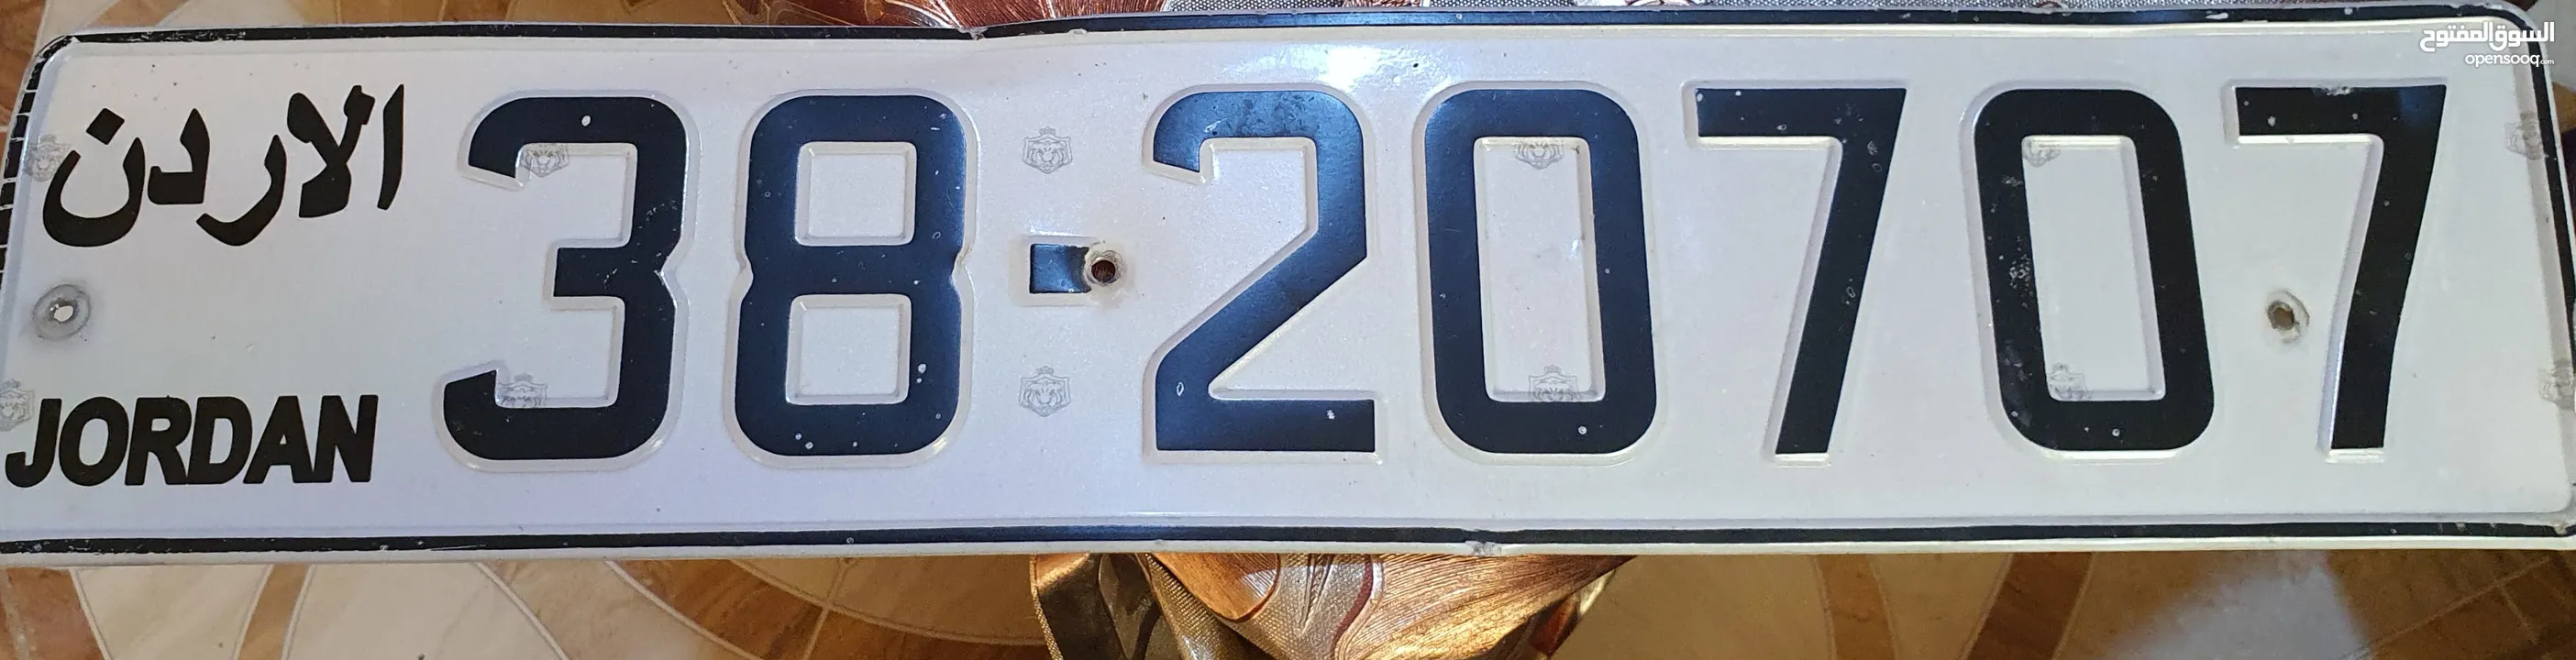 السوق المفتوح
opensooq.com
الاردن
38-20707
JORDAN